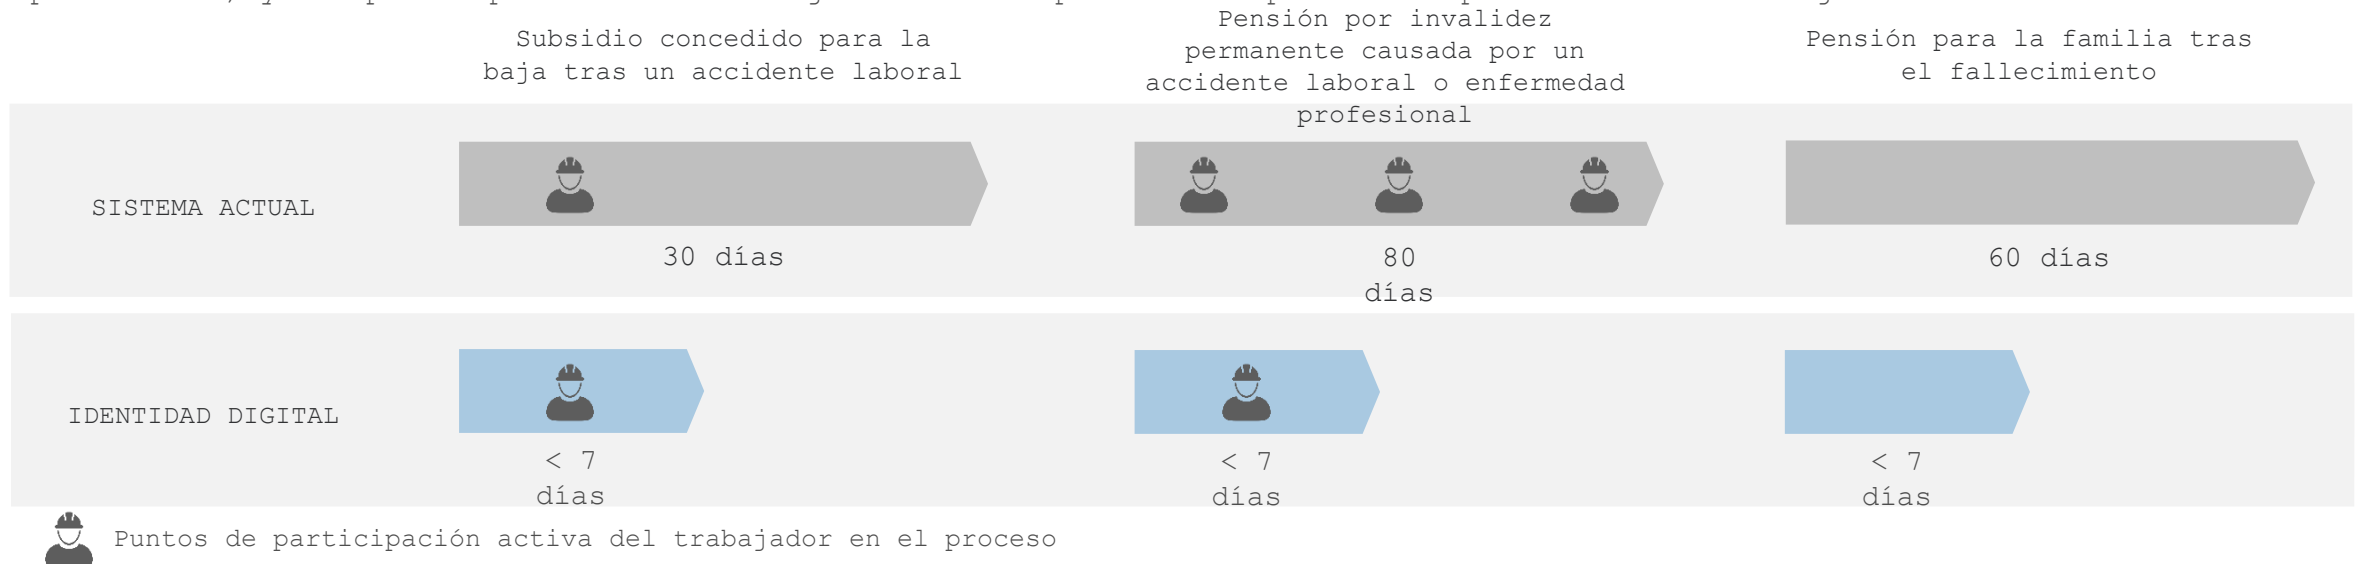 Subsidio concedido para la
baja tras un accidente laboral
Pensión por invalidez
permanente causada por un
accidente laboral o enfermedad
profesional
Pensión para la familia tras
el fallecimiento
SISTEMA ACTUAL
30 días
80
días
60 días
IDENTIDAD DIGITAL
< 7
días
< 7
días
< 7
días
Puntos de participación activa del trabajador en el proceso